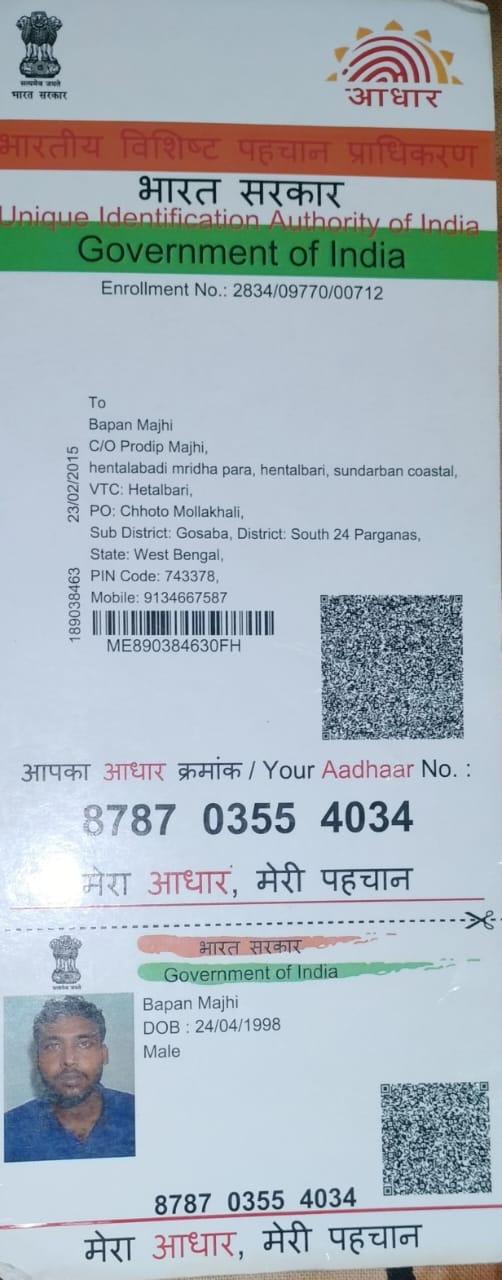 सत्यमेव जयते
भारत सरकार
आधार
भारतीय विशिष्ट पहचान प्राधिकरण
भारत सरकार
Unique Identification Authority of India
Government of India
Enrollment No.: 2834/09770/00712
To
Bapan Majhi
C/O Prodip Majhi,
hentalabadi mridha para, hentalbari, sundarban coastal,
VTC: Hetalbari,
PO: Chhoto Mollakhali,
Sub District: Gosaba, District: South 24 Parganas,
State: West Bengal,
PIN Code: 743378,
Mobile: 9134667587
23/02/2015
189038463
ME890384630FH
आपका आधार क्रमांक / Your Aadhaar No. :
8787 0355 4034
मेरा आधार, मेरी पहचान
भारत सरकार
Government of India
Bapan Majhi
DOB : 24/04/1998
Male
8787 0355 4034
मेरा आधार, मेरी पहचान